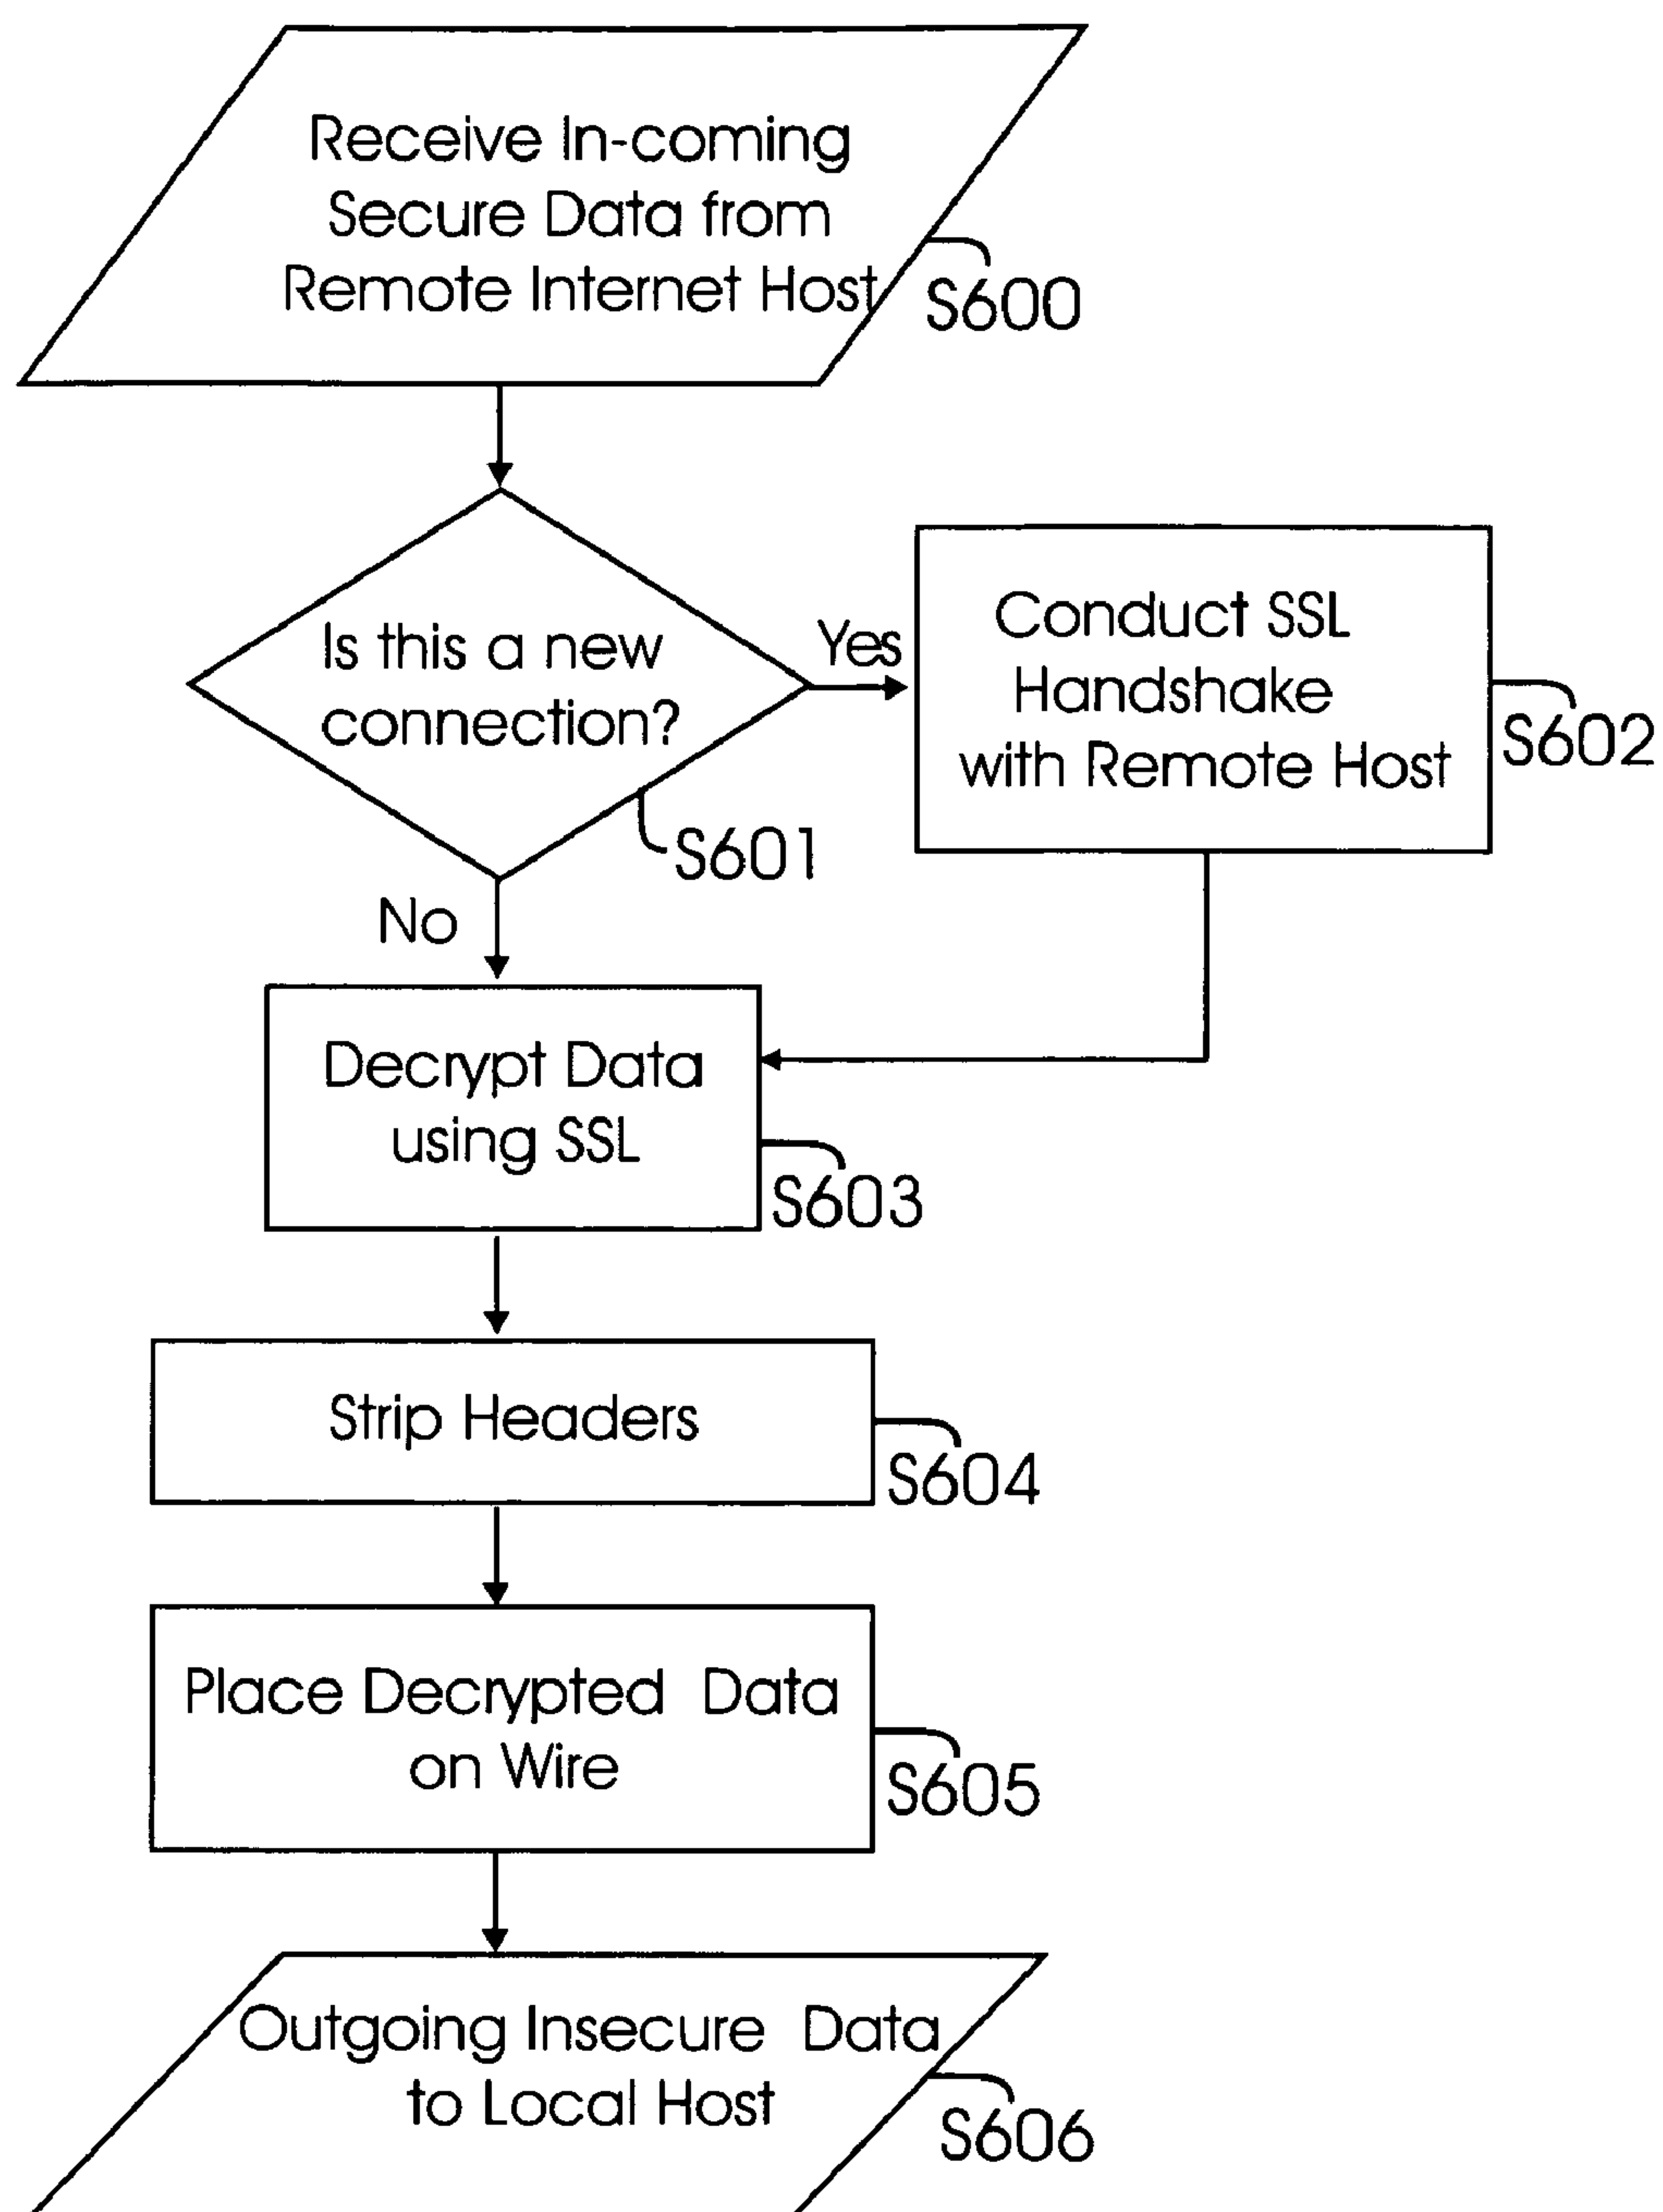 Receive In-coming
Secure Data from
Remote Internet Host
S600
Is this a new
connection?
S601
Yes
Conduct SSL
Handshake
with Remote Host
S602
No
Decrypt Data
using SSL
S603
Strip Headers
S604
Place Decrypted Data
on Wire
S605
Outgoing Insecure Data
to Local Host
S606